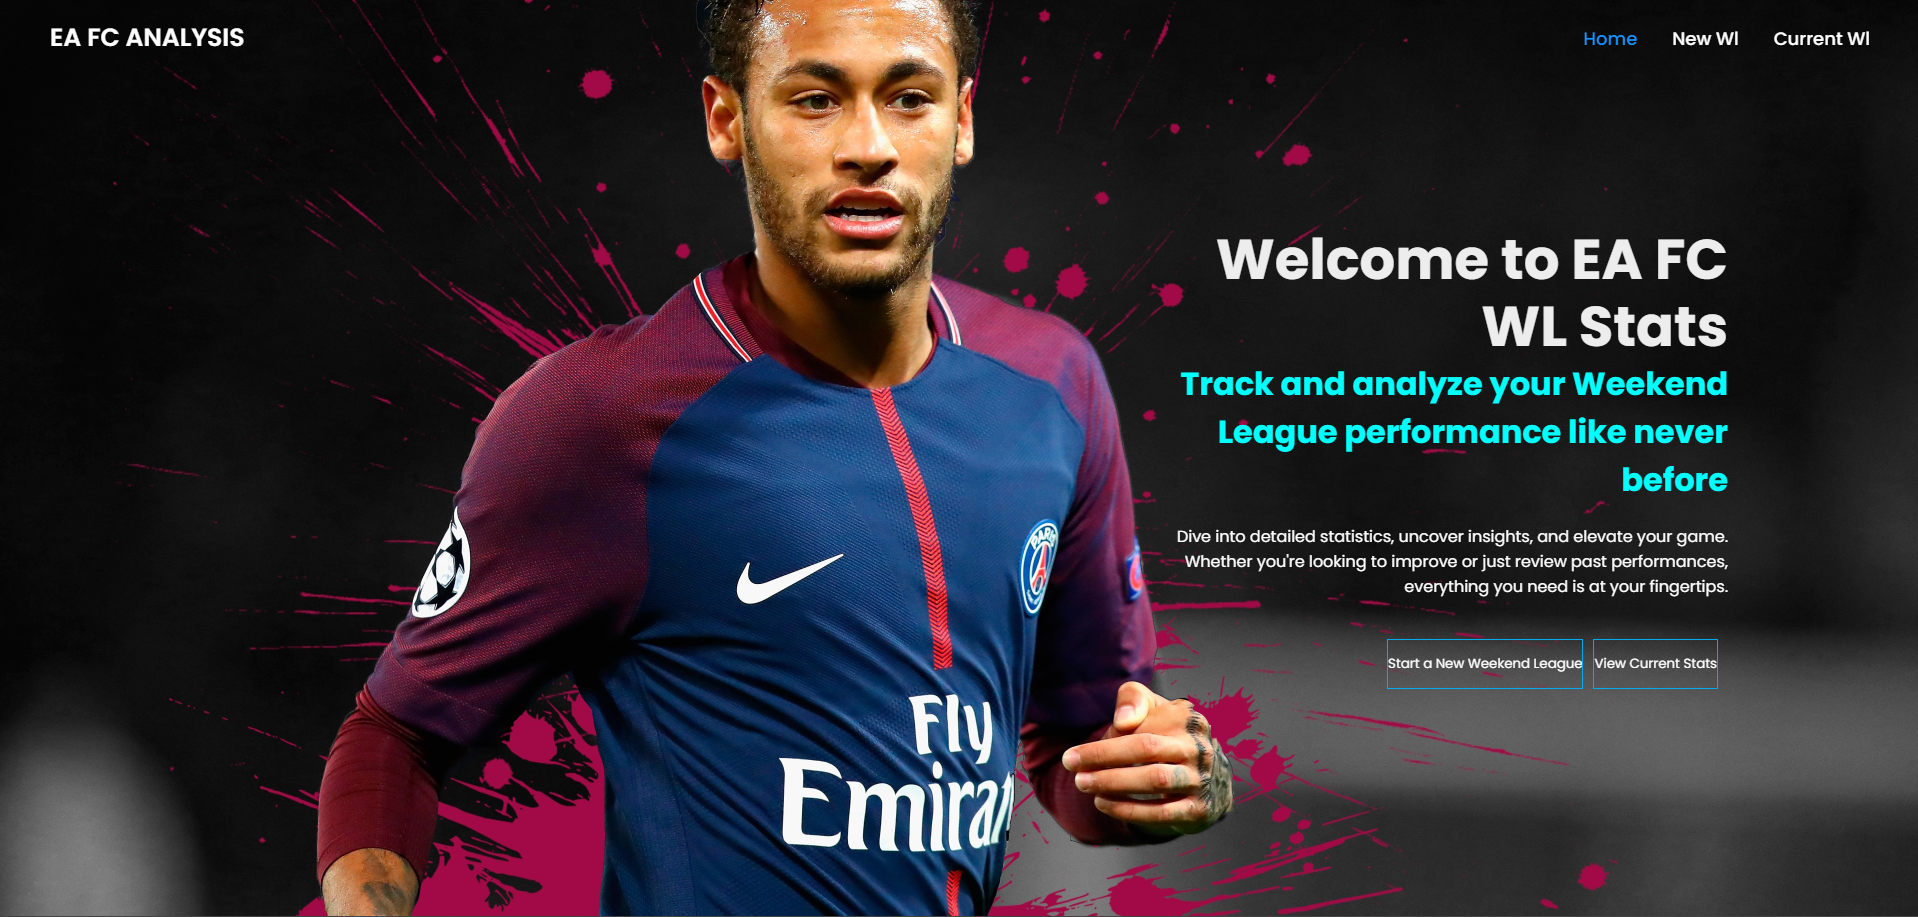 EA FC ANALYSIS
Home
New Wl
Current Wl
Welcome to EA FC
WL Stats
Track and analyze your Weekend
League performance like never
before
Dive into detailed statistics, uncover insights, and elevate your game.
Whether you're looking to improve or just review past performances,
everything you need is at your fingertips.
Start a New Weekend League
View Current Stats
PARIS
Fly
Emirat